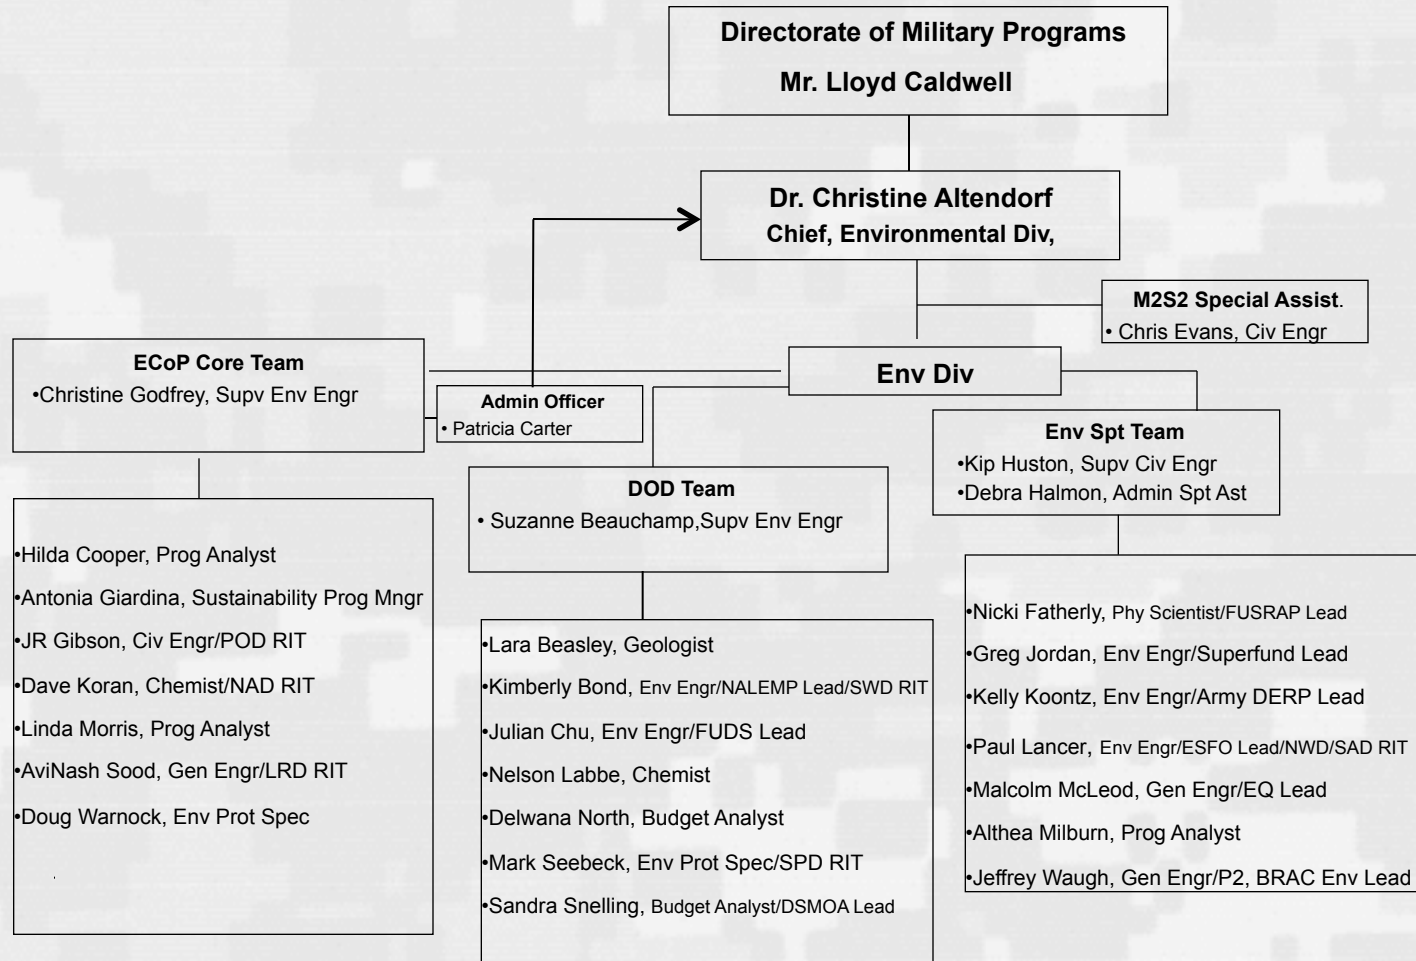 Directorate of Military Programs
Mr. Lloyd Caldwell
Dr. Christine Altendorf
Chief, Environmental Div,
M2S2 Special Assist.
• Chris Evans, Civ Engr
ECoP Core Team
•Christine Godfrey, Supv Env Engr
Env Div
Admin Officer
• Patricia Carter
Env Spt Team
•Kip Huston, Supv Civ Engr
•Debra Halmon, Admin Spt Ast
DOD Team
• Suzanne Beauchamp,Supv Env Engr
•Hilda Cooper, Prog Analyst
•Antonia Giardina, Sustainability Prog Mngr
•JR Gibson, Civ Engr/POD RIT
•Dave Koran, Chemist/NAD RIT
•Linda Morris, Prog Analyst
•AviNash Sood, Gen Engr/LRD RIT
•Doug Warnock, Env Prot Spec
•Lara Beasley, Geologist
•Kimberly Bond, Env Engr/NALEMP Lead/SWD RIT
•Julian Chu, Env Engr/FUDS Lead
•Nelson Labbe, Chemist
•Delwana North, Budget Analyst
•Mark Seebeck, Env Prot Spec/SPD RIT
•Sandra Snelling, Budget Analyst/DSMOA Lead
•Nicki Fatherly, Phy Scientist/FUSRAP Lead
•Greg Jordan, Env Engr/Superfund Lead
•Kelly Koontz, Env Engr/Army DERP Lead
•Paul Lancer, Env Engr/ESFO Lead/NWD/SAD RIT
•Malcolm McLeod, Gen Engr/EQ Lead
•Althea Milburn, Prog Analyst
•Jeffrey Waugh, Gen Engr/P2, BRAC Env Lead